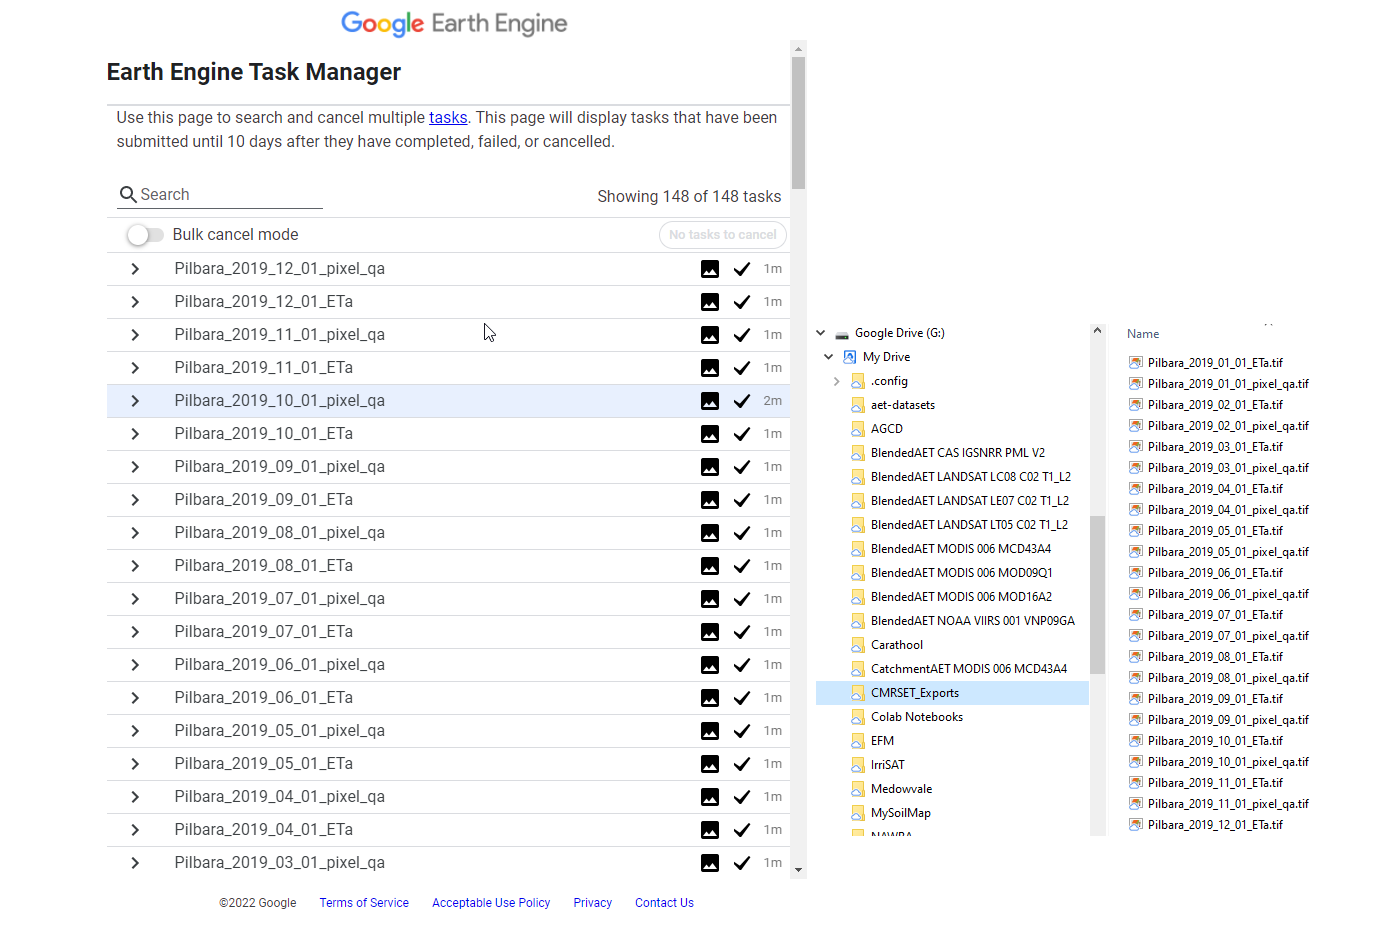 Google Earth Engine
Earth Engine Task Manager
Use this page to search and cancel multiple tasks. This page will display tasks that have been
submitted until 10 days after they have completed, failed, or cancelled.
Search
Showing 148 of 148 tasks
Bulk cancel mode
No tasks to cancel
Pilbara_2019_12_01_pixel_qa 1m
Pilbara_2019_12_01_ETa 1m
Pilbara_2019_11_01_pixel_qa 1m
Pilbara_2019_11_01_ETa 1m
Pilbara_2019_10_01_pixel_qa 2m
Pilbara_2019_10_01_ETa 1m
Pilbara_2019_09_01_pixel_qa 1m
Pilbara_2019_09_01_ETa 1m
Pilbara_2019_08_01_pixel_qa 1m
Pilbara_2019_08_01_ETa 1m
Pilbara_2019_07_01_pixel_qa 1m
Pilbara_2019_07_01_ETa 1m
Pilbara_2019_06_01_pixel_qa 1m
Pilbara_2019_06_01_ETa 1m
Pilbara_2019_05_01_pixel_qa 1m
Pilbara_2019_05_01_ETa 1m
Pilbara_2019_04_01_pixel_qa 1m
Pilbara_2019_04_01_ETa 1m
Pilbara_2019_03_01_pixel_qa 1m
©2022 Google Terms of Service Acceptable Use Policy Privacy Contact Us
Google Drive (G:)
My Drive
.config
aet-datasets
AGCD
BlendedAET CAS IGSNRR PML V2
BlendedAET LANDSAT LC08 C02 T1_L2
BlendedAET LANDSAT LE07 C02 T1_L2
BlendedAET LANDSAT LT05 C02 T1_L2
BlendedAET MODIS 006 MCD43A4
BlendedAET MODIS 006 MOD09Q1
BlendedAET MODIS 006 MOD16A2
BlendedAET NOAA VIIRS 001 VNP09GA
Carathool
CatchmentAET MODIS 006 MCD43A4
CMRSET_Exports
Colab Notebooks
EFM
IrriSAT
Medowvale
MySoilMap
NAWRA
Name
Pilbara_2019_01_01_ETa.tif
Pilbara_2019_01_01_pixel_qa.tif
Pilbara_2019_02_01_ETa.tif
Pilbara_2019_02_01_pixel_qa.tif
Pilbara_2019_03_01_ETa.tif
Pilbara_2019_03_01_pixel_qa.tif
Pilbara_2019_04_01_ETa.tif
Pilbara_2019_04_01_pixel_qa.tif
Pilbara_2019_05_01_ETa.tif
Pilbara_2019_05_01_pixel_qa.tif
Pilbara_2019_06_01_ETa.tif
Pilbara_2019_06_01_pixel_qa.tif
Pilbara_2019_07_01_ETa.tif
Pilbara_2019_07_01_pixel_qa.tif
Pilbara_2019_08_01_ETa.tif
Pilbara_2019_08_01_pixel_qa.tif
Pilbara_2019_09_01_ETa.tif
Pilbara_2019_09_01_pixel_qa.tif
Pilbara_2019_10_01_ETa.tif
Pilbara_2019_10_01_pixel_qa.tif
Pilbara_2019_11_01_ETa.tif
Pilbara_2019_11_01_pixel_qa.tif
Pilbara_2019_12_01_ETa.tif